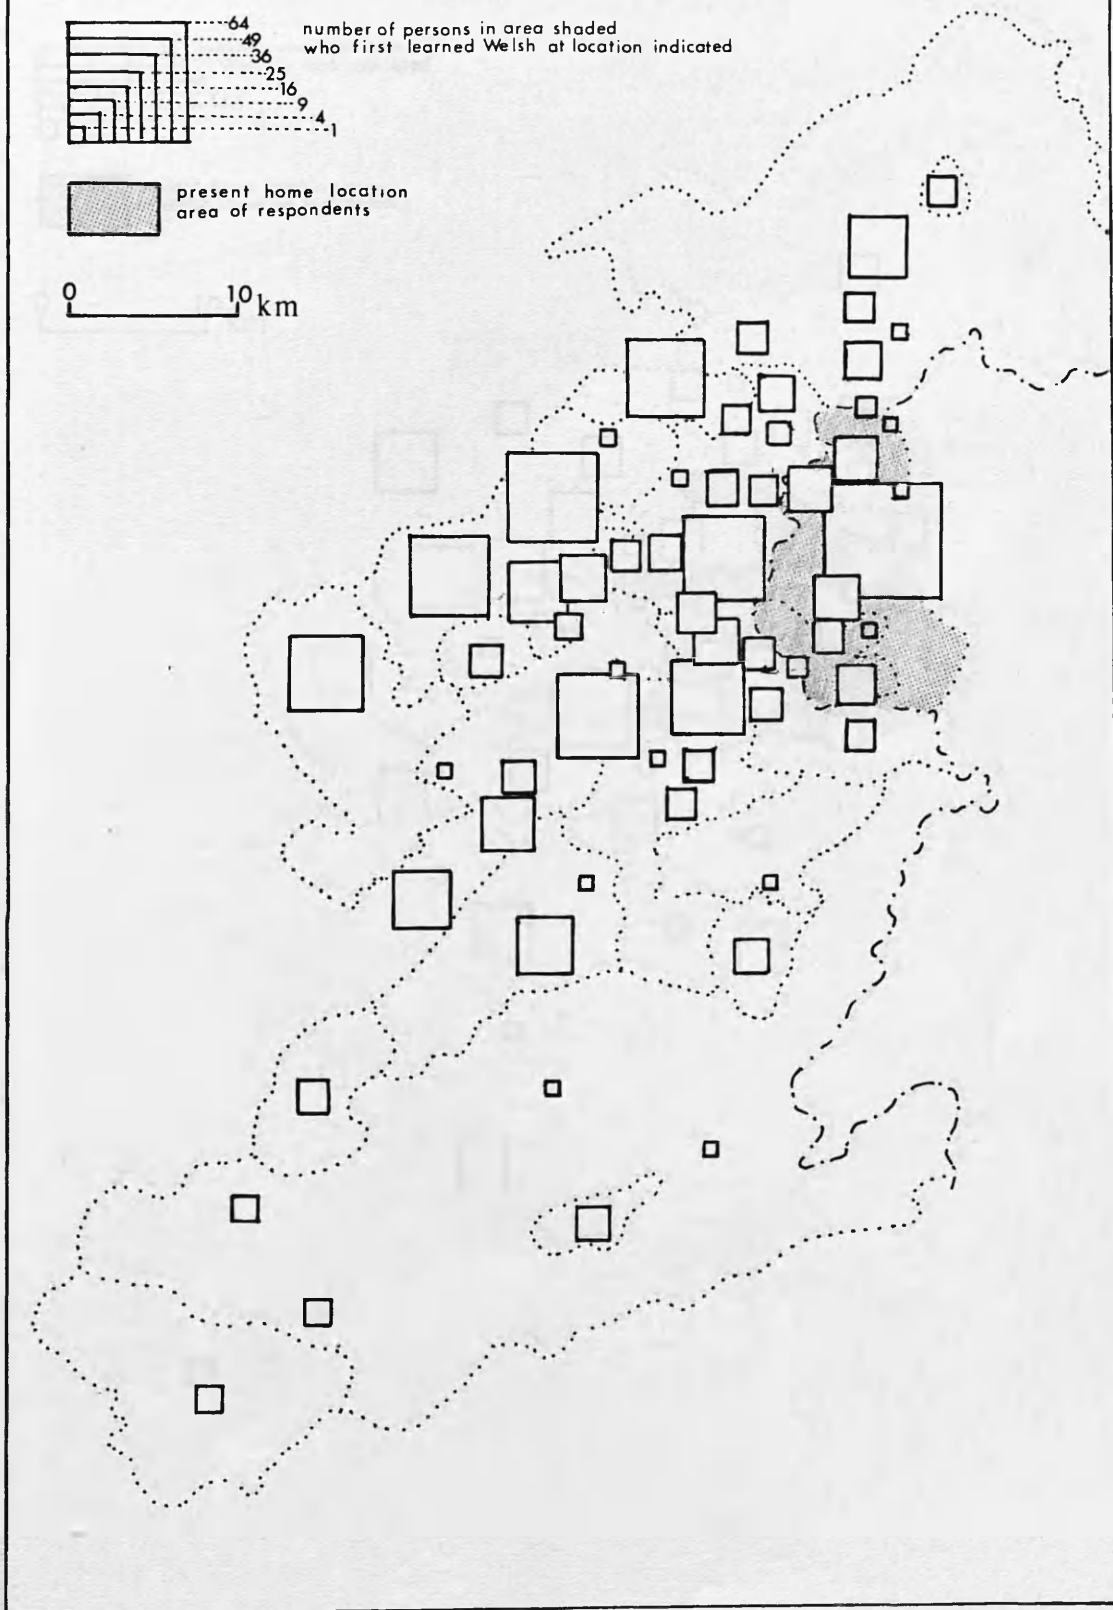 64
49
36
25
16
9
4
1
number of persons in area shaded
who first learned Welsh at location indicated
present home location
area of respondents
0 10 km